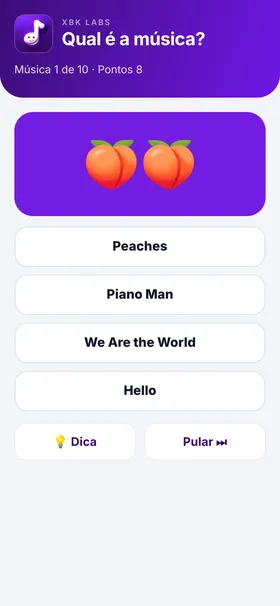 XBK LABS
Qual é a música?
Música 1 de 10 · Pontos 8
Peaches
Piano Man
We Are the World
Hello
💡 Dica
Pular ⏭